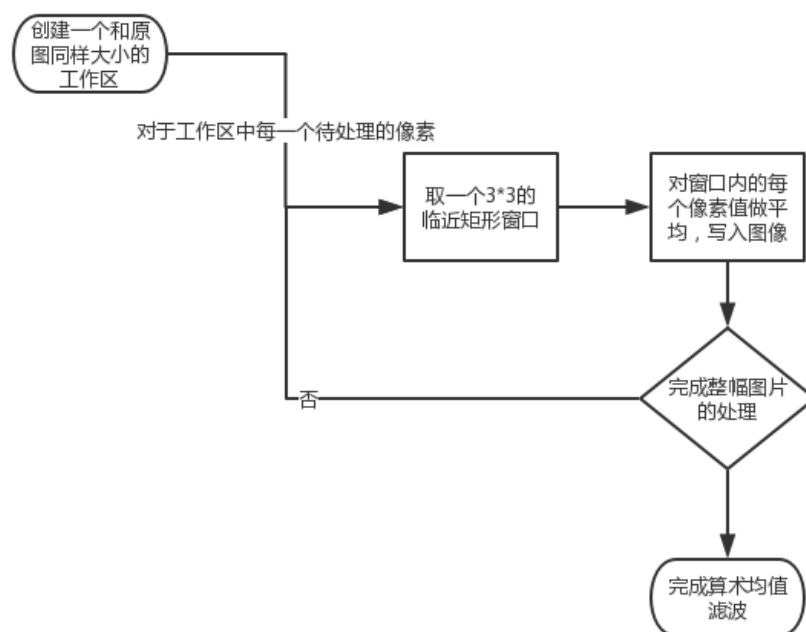 创建一个和原
图同样大小的
工作区
对于工作区中每一个待处理的像素
取一个3*3的
临近矩形窗口
对窗口内的每
个像素值做平
均，写入图像
完成整幅图片
的处理
否
完成算术均值
滤波